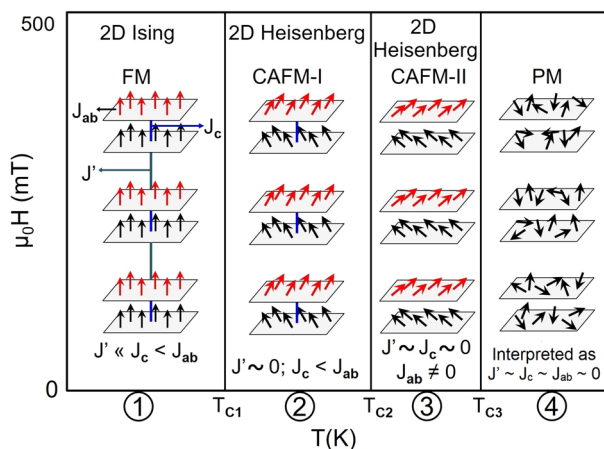 500
2D Ising
2D Heisenberg
2D
Heisenberg
FM
CAFM-I
CAFM-II
PM
J_ab
J_c
J'
μ₀H (mT)
J' ≪ J_c < J_ab
J'~ 0; J_c < J_ab
J' ~ J_c ~ 0
J_ab ≠ 0
Interpreted as
J' ~ J_c ~ J_ab ~ 0
0
① T_C1 ② T_C2 ③ T_C3 ④
T(K)